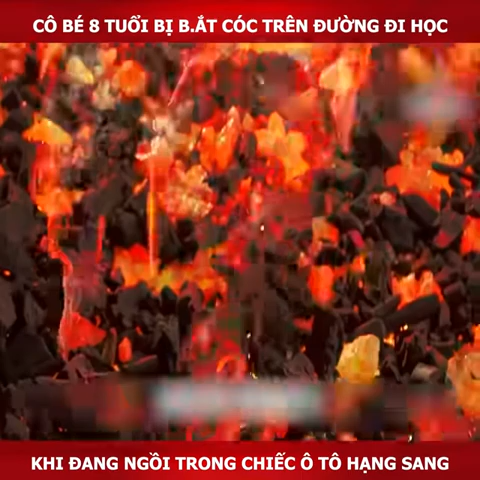 CÔ BÉ 8 TUỔI BỊ B.ẮT CÓC TRÊN ĐƯỜNG ĐI HỌC
KHI ĐANG NGỒI TRONG CHIẾC Ô TÔ HẠNG SANG